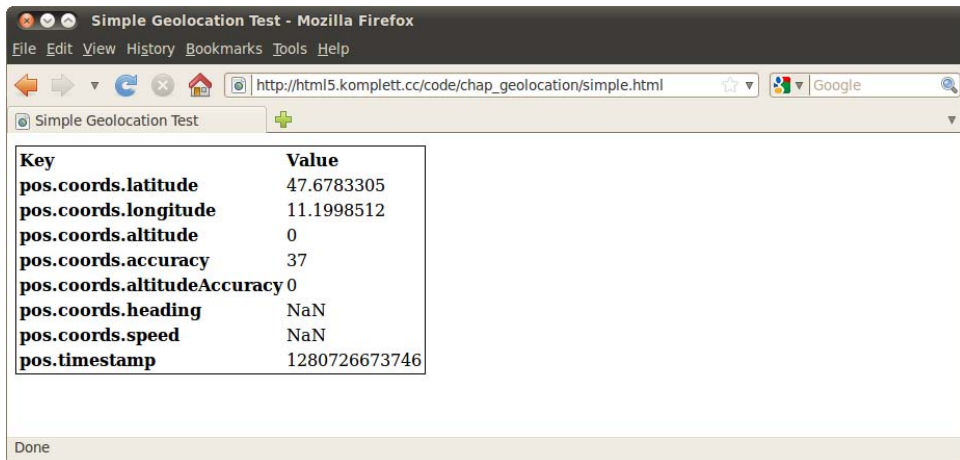 Simple Geolocation Test - Mozilla Firefox
File Edit View History Bookmarks Tools Help
http://html5.komplett.cc/code/chap_geolocation/simple.html Google
Simple Geolocation Test
Key Value
pos.coords.latitude 47.6783305
pos.coords.longitude 11.1998512
pos.coords.altitude 0
pos.coords.accuracy 37
pos.coords.altitudeAccuracy 0
pos.coords.heading NaN
pos.coords.speed NaN
pos.timestamp 1280726673746
Done